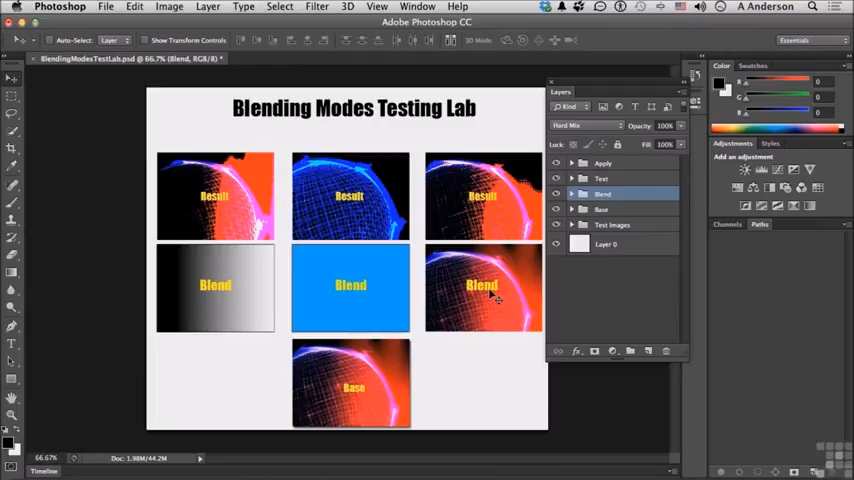 Photoshop File Edit Image Layer Type Select Filter 3D View Window Help A Anderson
Adobe Photoshop CC
Auto-Select: Layer Show Transform Controls 3D Mode: Essentials
BlendingModesTestLab.psd @ 66.7% (Blend, RGB/8) *
Blending Modes Testing Lab
Result
Result
Result
Blend
Blend
Blend
Base
Layers
Kind
Hard Mix Opacity: 100%
Lock: Fill: 100%
Apply
Text
Blend
Base
Test Images
Layer 0
Color Swatches
R 0
G 0
B 0
Adjustments Styles
Add an adjustment
Channels Paths
66.67% Doc: 1.98M/44.2M
Timeline